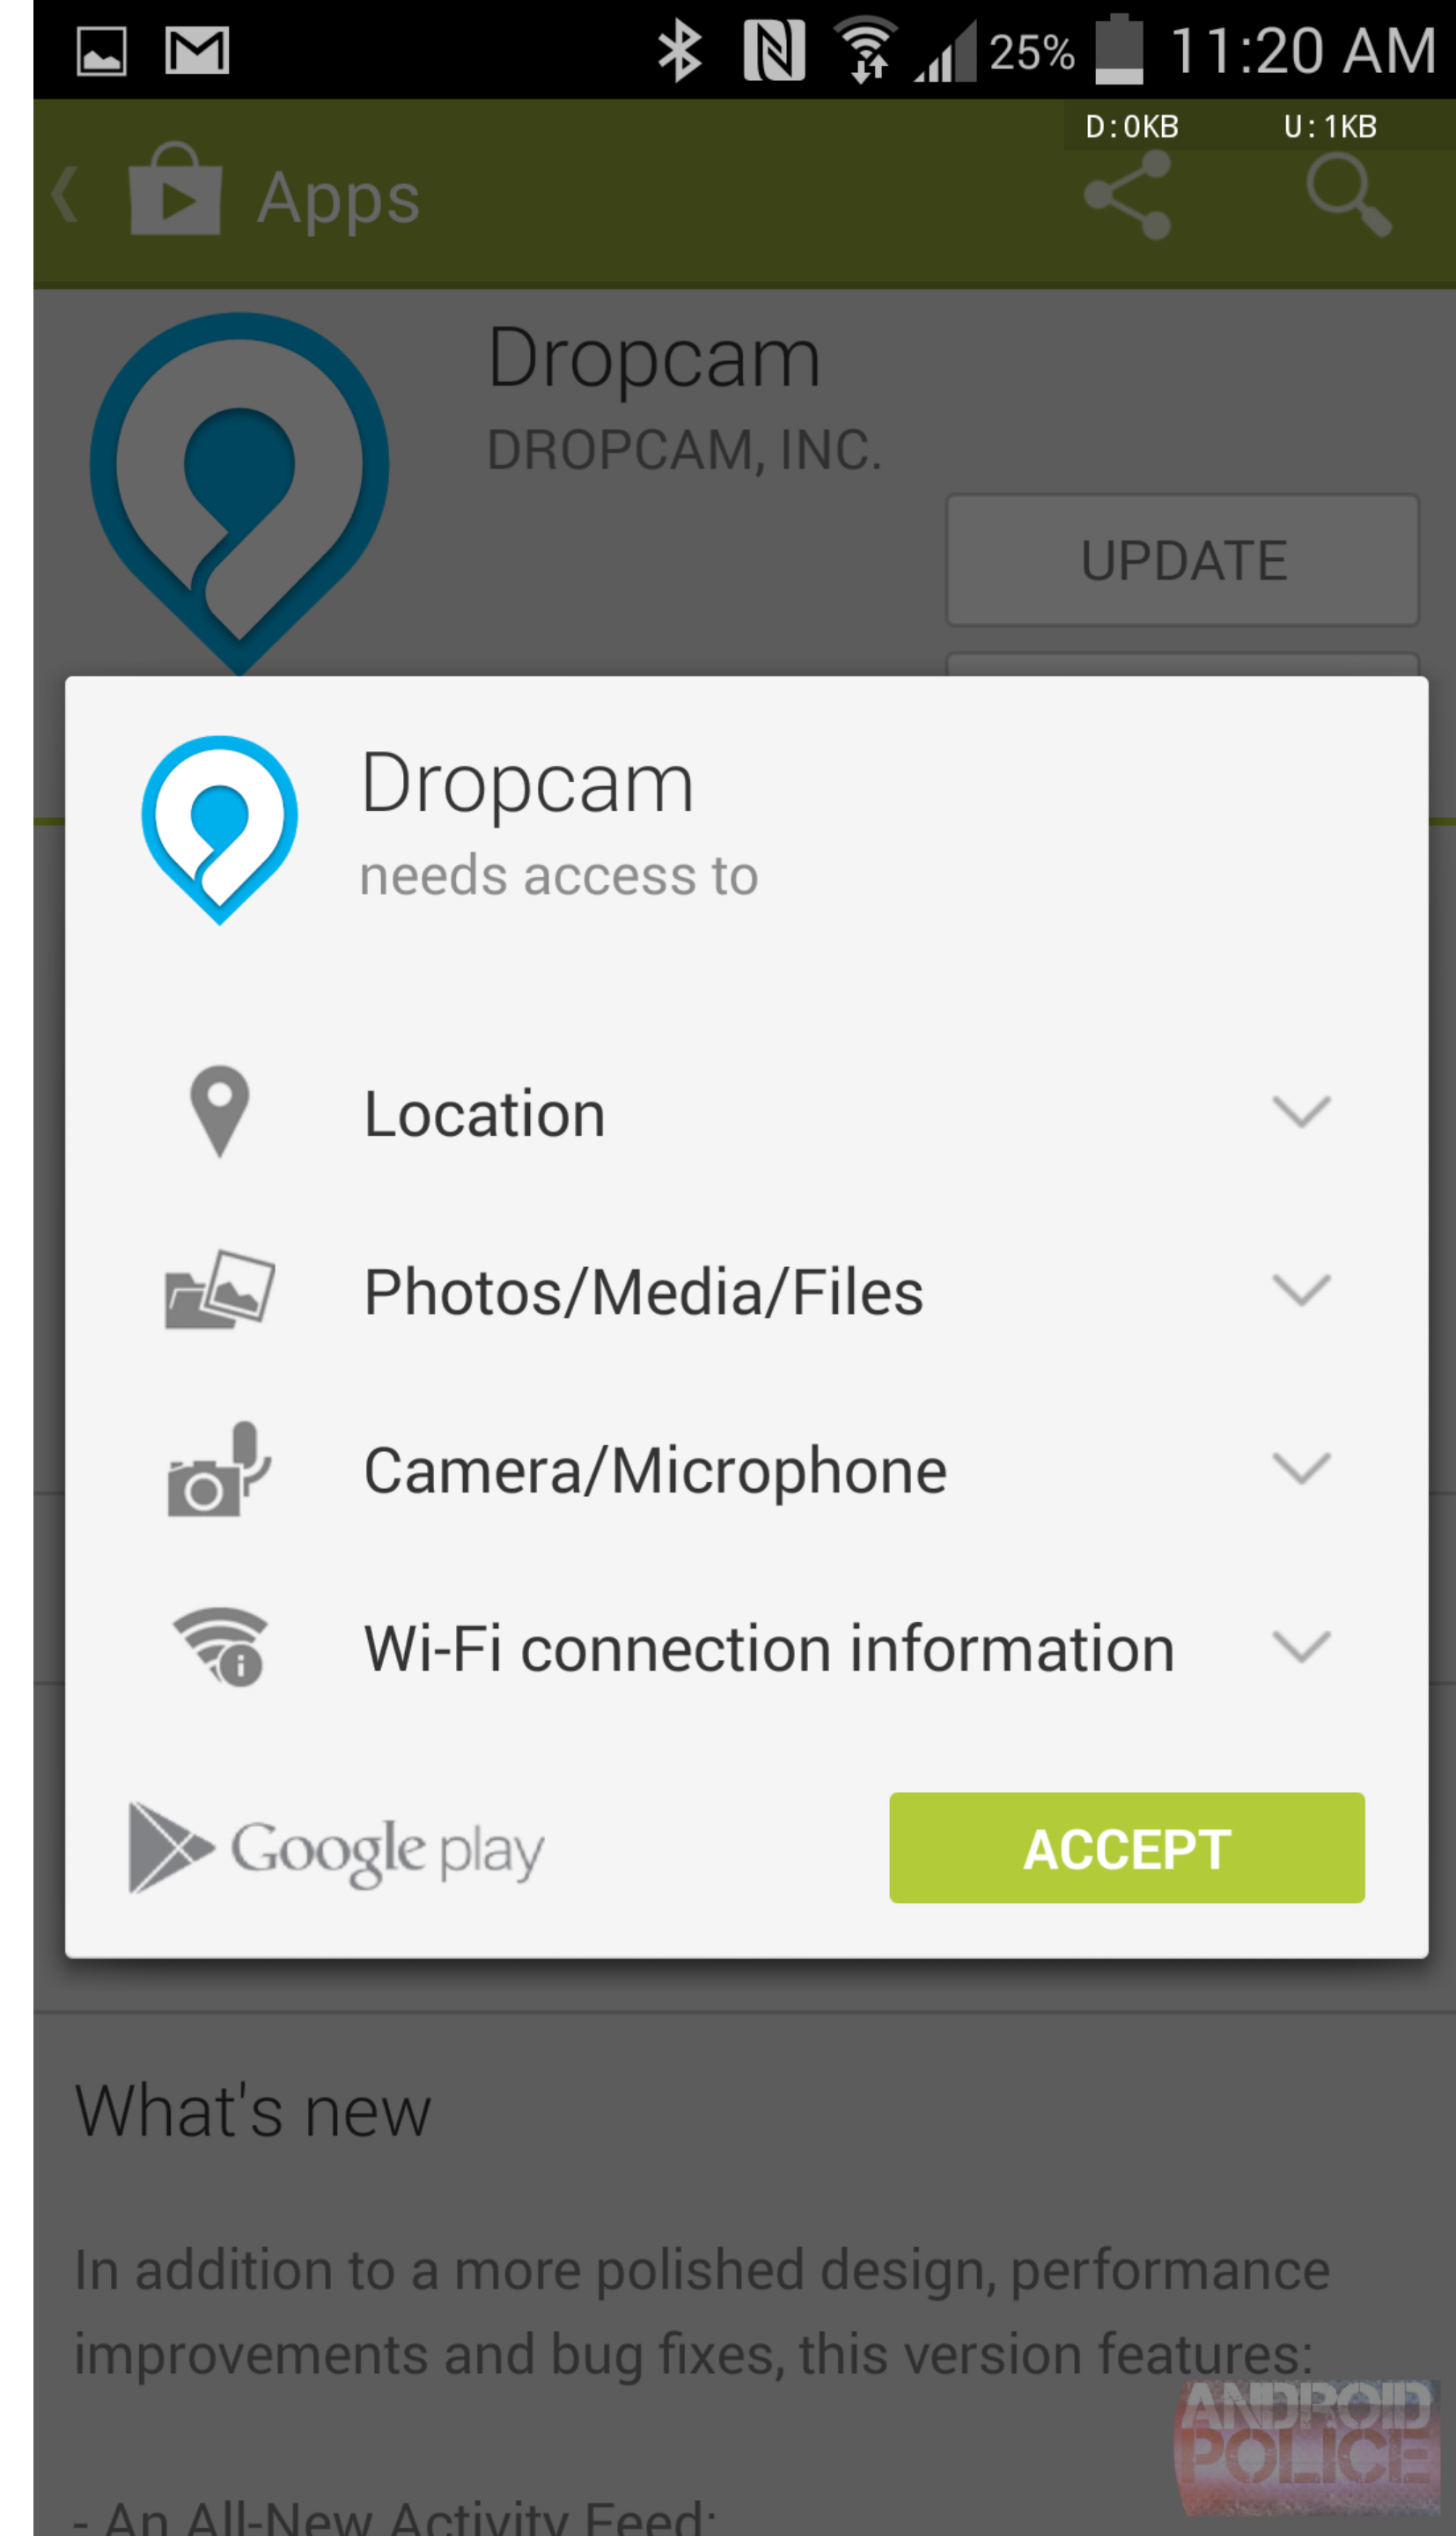 25% 11:20 AM
D:0KB U:1KB
Apps
Dropcam
DROPCAM, INC.
UPDATE
Dropcam
needs access to
Location
Photos/Media/Files
Camera/Microphone
Wi-Fi connection information
Google play
ACCEPT
What's new
In addition to a more polished design, performance
improvements and bug fixes, this version features:
ANDROID
POLICE
- An All-New Activity Feed: